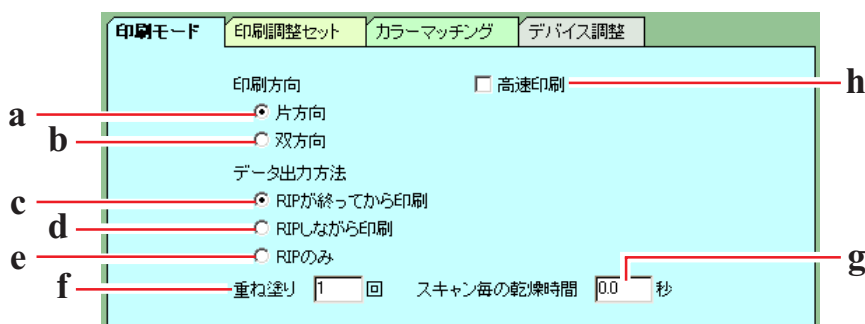 印刷モード 印刷調整セット カラーマッチング デバイス調整
印刷方向 高速印刷 h
a 片方向
b 双方向
データ出力方法
c RIPが終ってから印刷
d RIPしながら印刷
e RIPのみ g
f 重ね塗り 1 回 スキャン毎の乾燥時間 0.0 秒